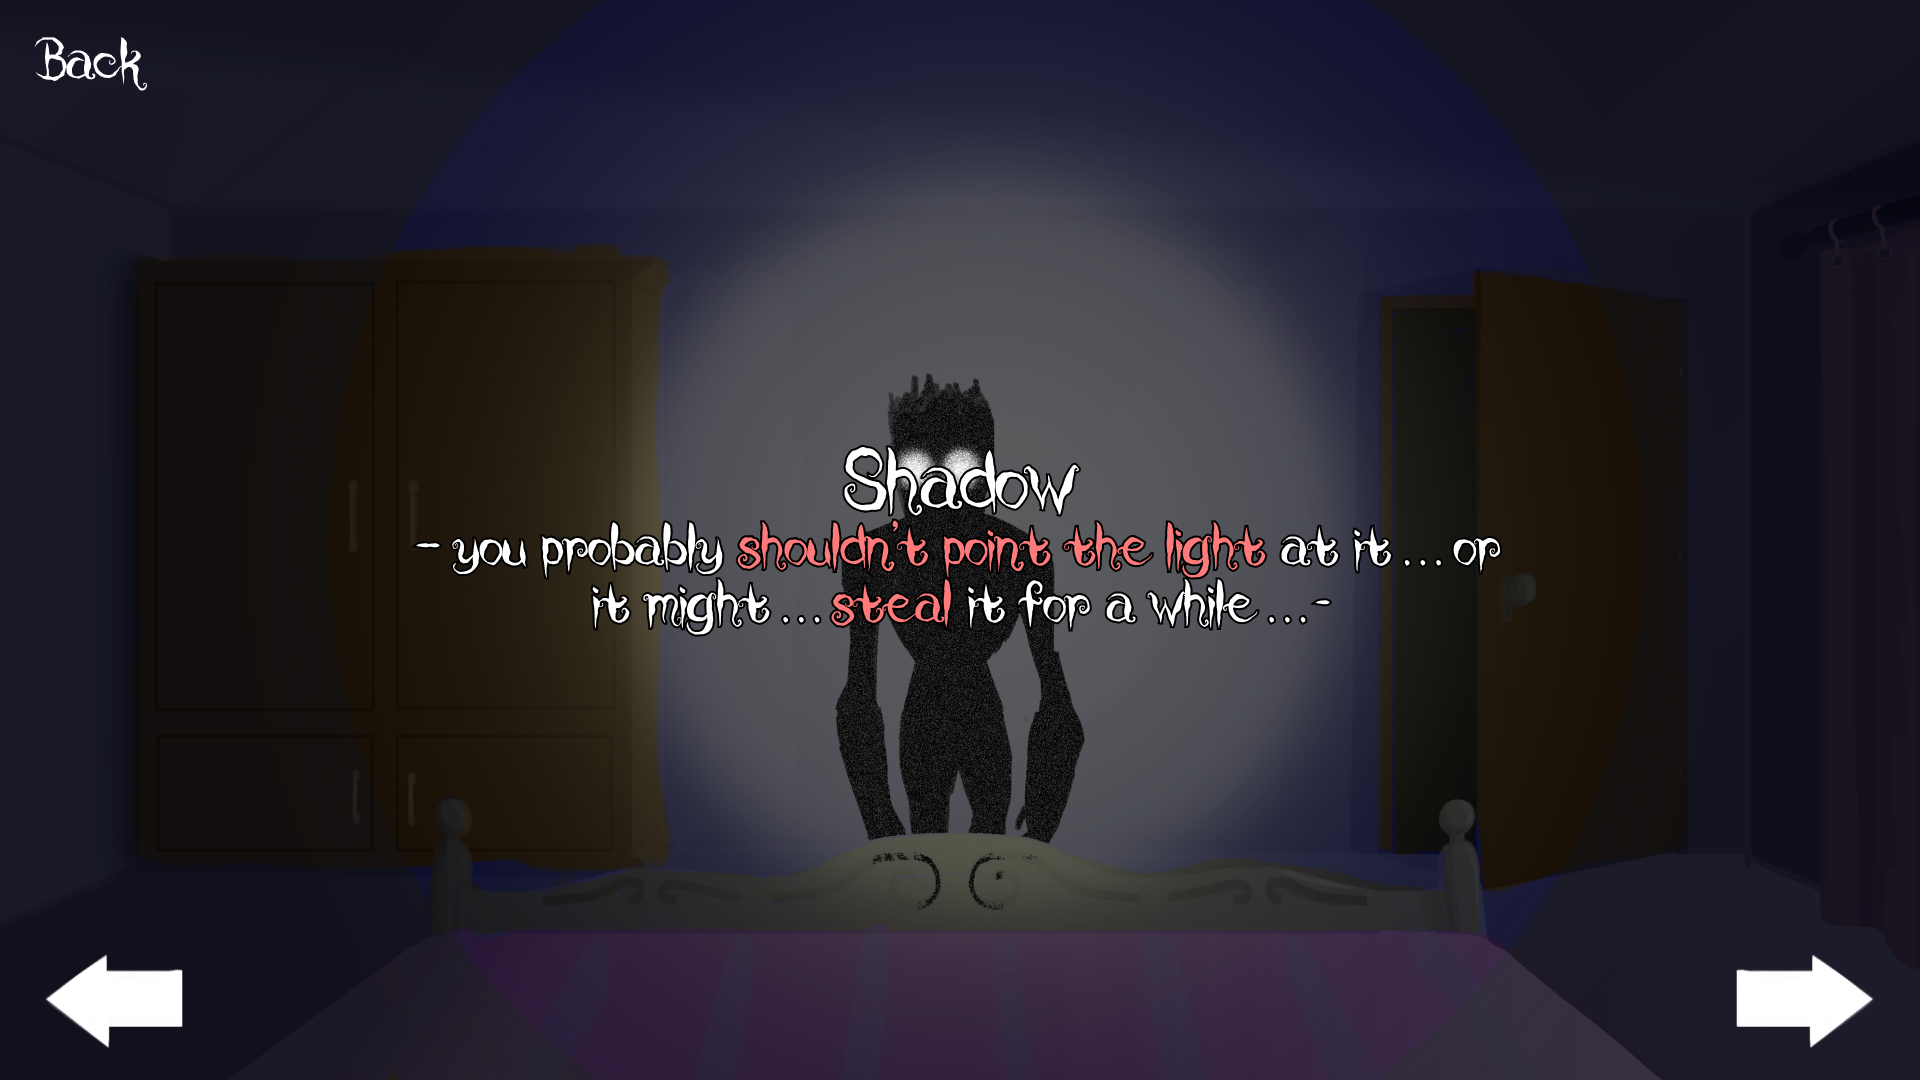 Back
Shadow
- you probably shouldn't point the light at it...or
it might...steal it for a while...-